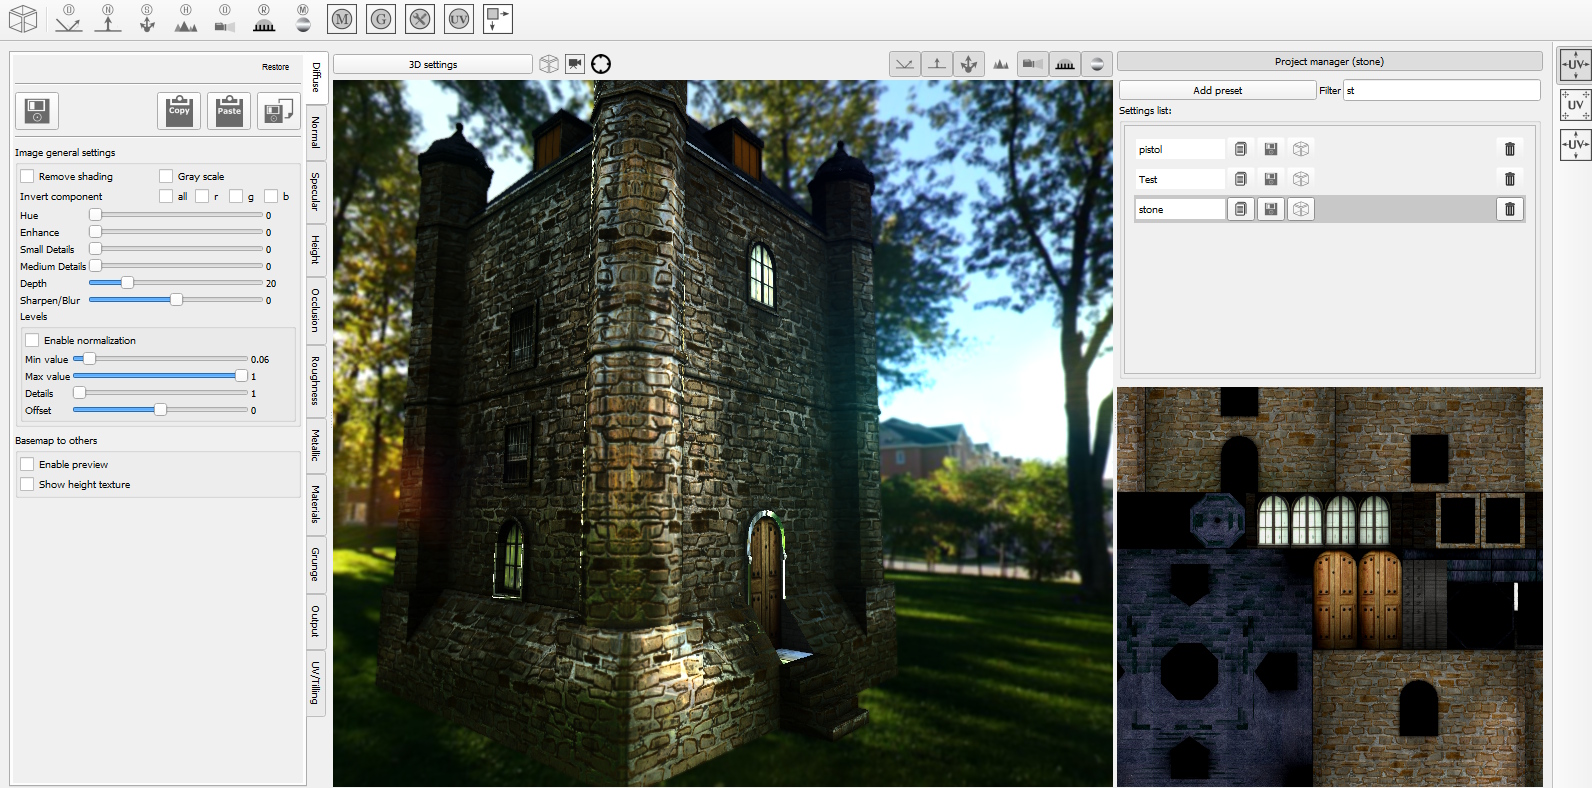 D N S H O R M
M G UV
Restore
Copy Paste
Image general settings
Remove shading Gray scale
Invert component all r g b
Hue 0
Enhance 0
Small Details 0
Medium Details 0
Depth 20
Sharpen/Blur 0
Levels
Enable normalization
Min value 0.06
Max value 1
Details 1
Offset 0
Basemap to others
Enable preview
Show height texture
Diffuse
Normal
Specular
Height
Occlusion
Roughness
Metallic
Materials
Grunge
Output
UV/Tilling
3D settings
Project manager (stone)
Add preset Filter st
Settings list:
pistol
Test
stone
UV
UV
UV